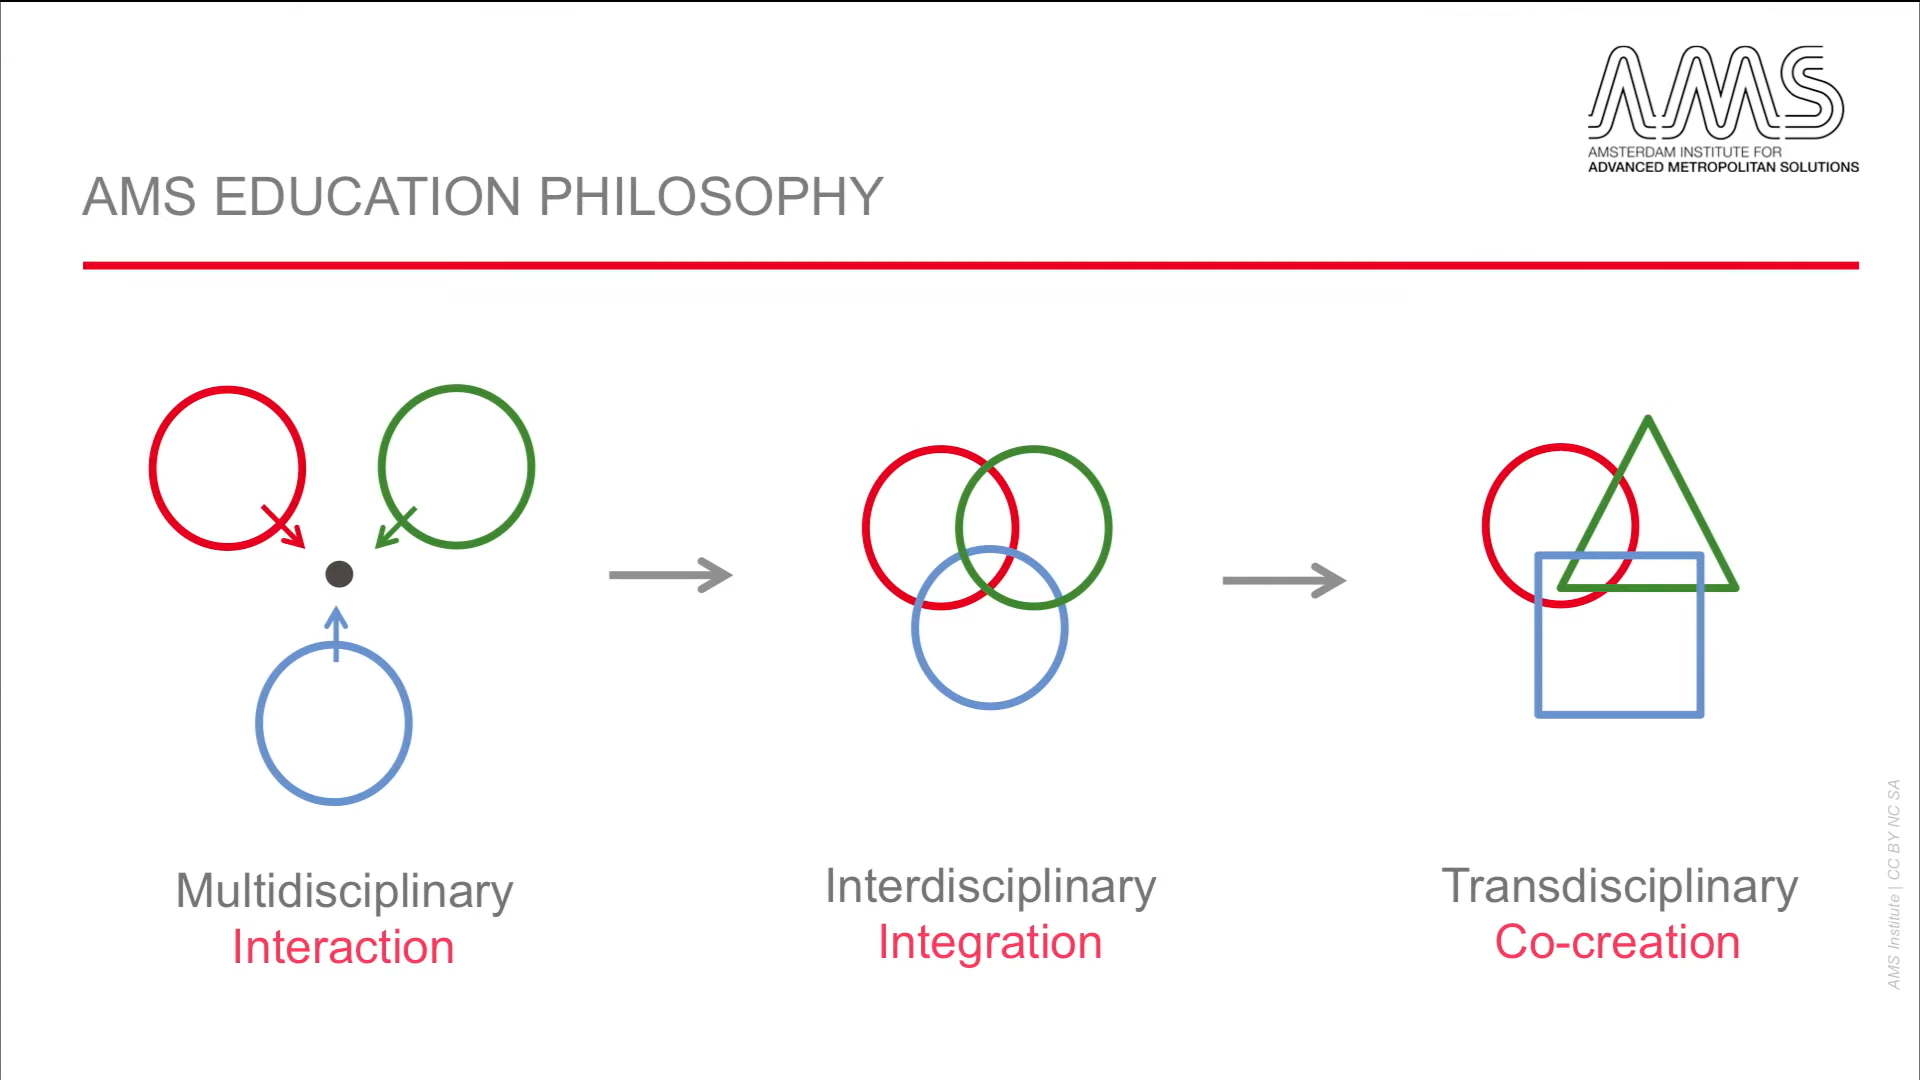 AMS
AMSTERDAM INSTITUTE FOR
ADVANCED METROPOLITAN SOLUTIONS
AMS EDUCATION PHILOSOPHY
Multidisciplinary
Interaction
Interdisciplinary
Integration
Transdisciplinary
Co-creation
AMS Institute | CC BY NC SA